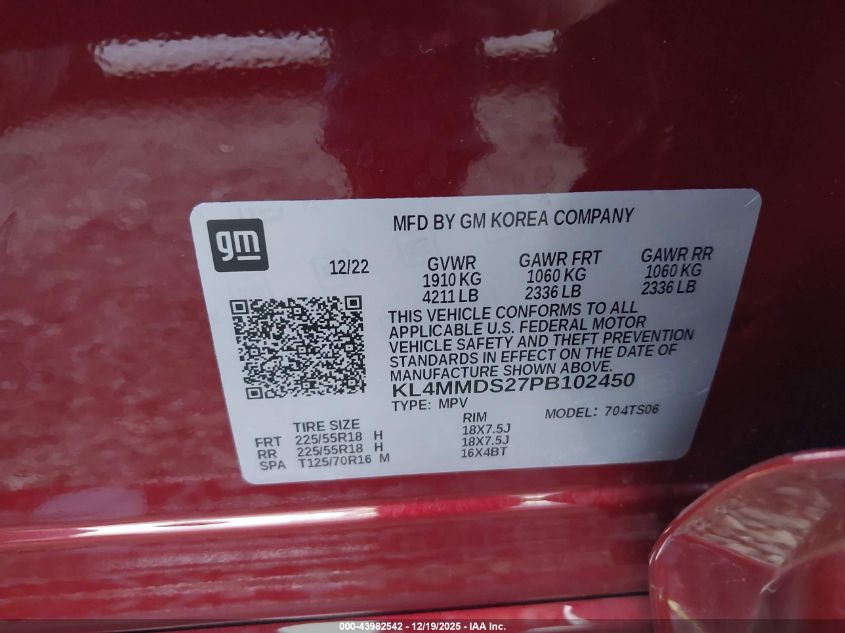 gm
MFD BY GM KOREA COMPANY
12/22
GVWR
1910 KG
4211 LB
GAWR FRT
1060 KG
2336 LB
GAWR RR
1060 KG
2336 LB
THIS VEHICLE CONFORMS TO ALL
APPLICABLE U.S. FEDERAL MOTOR
VEHICLE SAFETY AND THEFT PREVENTION
STANDARDS IN EFFECT ON THE DATE OF
MANUFACTURE SHOWN ABOVE.
KL4MMDS27PB102450
TYPE: MPV
MODEL: 704TS06
TIRE SIZE RIM
FRT 225/55R18 H 18X7.5J
RR 225/55R18 H 18X7.5J
SPA T125/70R16 M 16X4BT
000-43982542 - 12/19/2025 - IAA Inc.